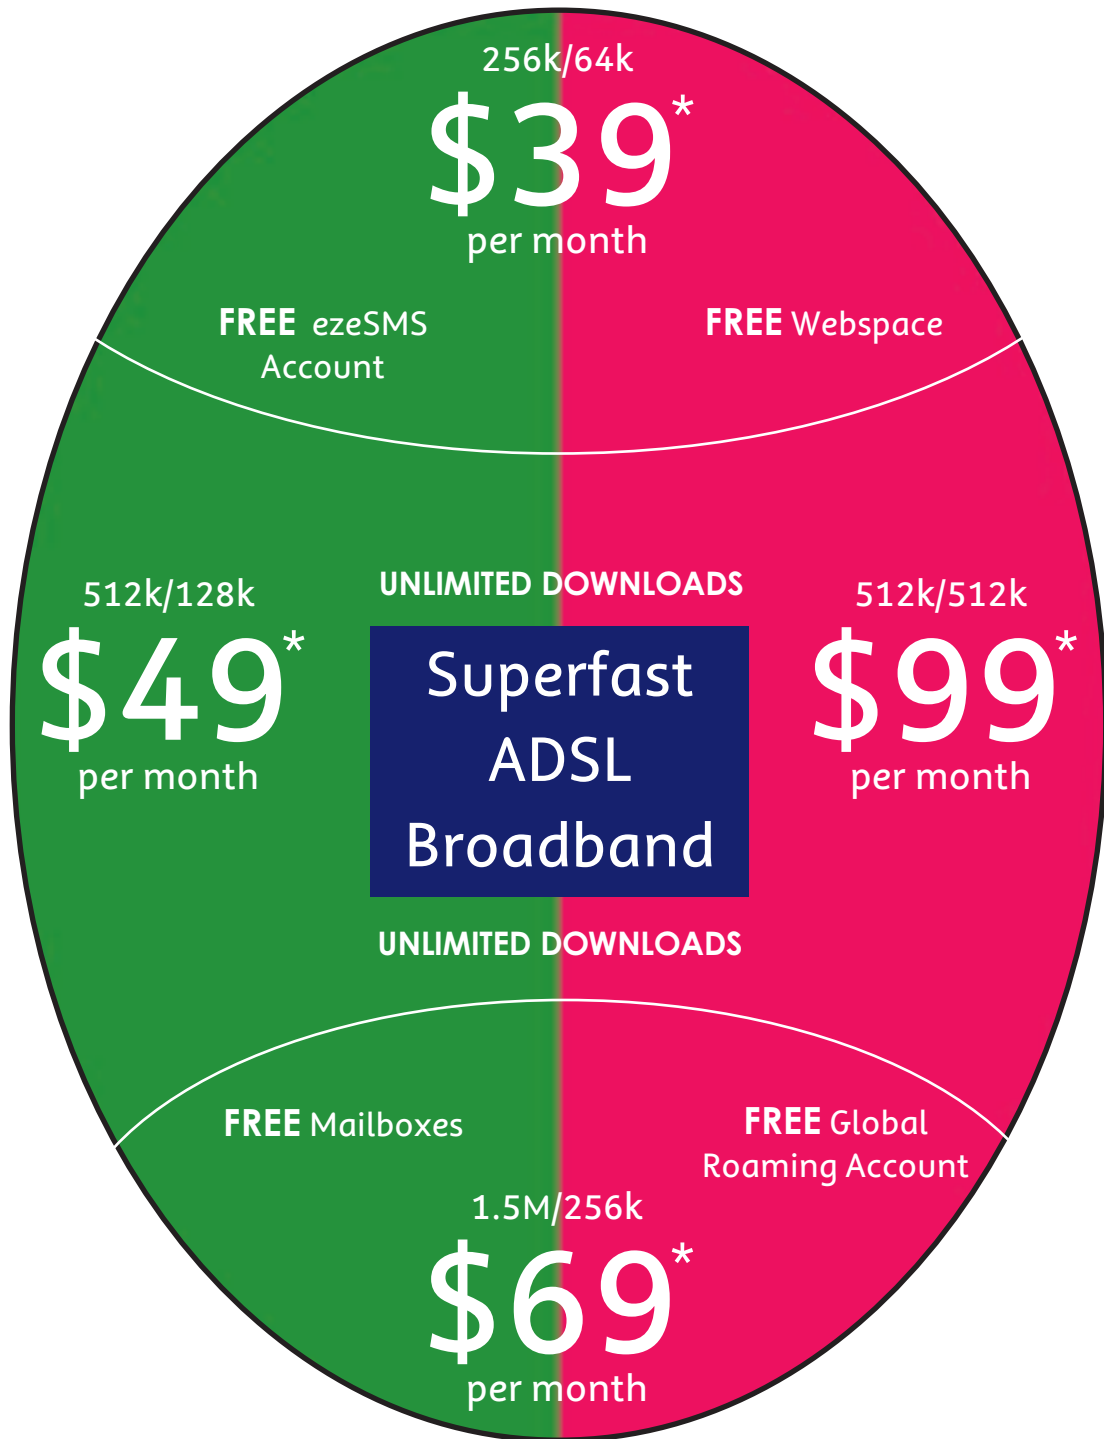 256k/64k
$39*
per month
FREE ezeSMS
Account
FREE Webspace
512k/128k
$49*
per month
UNLIMITED DOWNLOADS
Superfast
ADSL
Broadband
UNLIMITED DOWNLOADS
512k/512k
$99*
per month
FREE Mailboxes
FREE Global
Roaming Account
1.5M/256k
$69*
per month